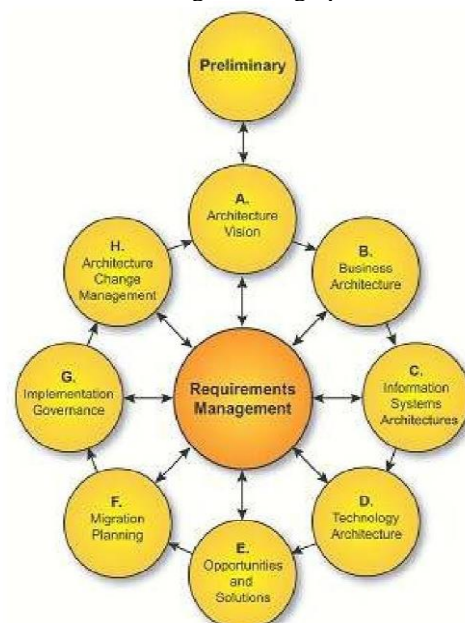 Preliminary
A.
Architecture
Vision
B.
Business
Architecture
C.
Information
Systems
Architectures
D.
Technology
Architecture
E.
Opportunities
and
Solutions
F.
Migration
Planning
G.
Implementation
Governance
H.
Architecture
Change
Management
Requirements
Management